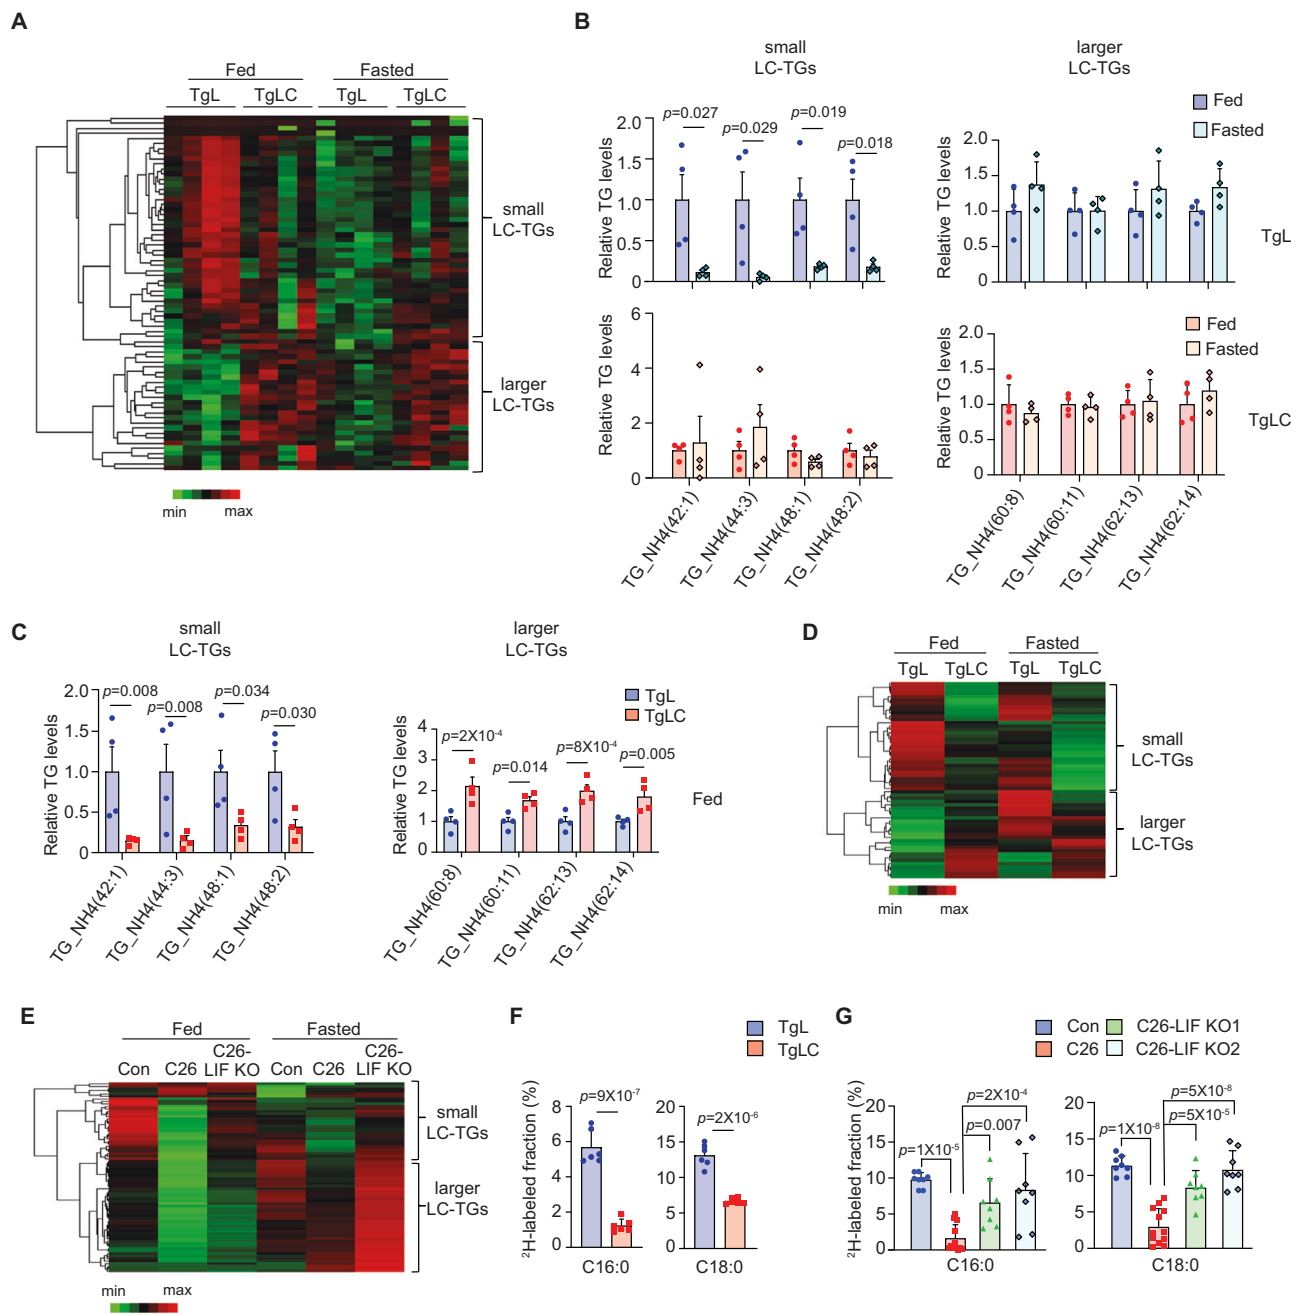 A
Fed
Fasted
TgL
TgLC
TgL
TgLC
small
LC-TGs
larger
LC-TGs
min
max
B
small
LC-TGs
larger
LC-TGs
Fed
Fasted
p=0.027
p=0.029
p=0.019
p=0.018
Relative TG levels
2.0
1.5
1.0
0.5
0
Relative TG levels
2.0
1.5
1.0
0.5
0
TgL
Relative TG levels
6
4
2
0
TG_NH4(42:1)
TG_NH4(44:3)
TG_NH4(48:1)
TG_NH4(48:2)
Fed
Fasted
Relative TG levels
2.0
1.5
1.0
0.5
0
TgLC
TG_NH4(60:8)
TG_NH4(60:11)
TG_NH4(62:13)
TG_NH4(62:14)
C
small
LC-TGs
larger
LC-TGs
p=0.008
p=0.008
p=0.034
p=0.030
Relative TG levels
2.0
1.5
1.0
0.5
0
TG_NH4(42:1)
TG_NH4(44:3)
TG_NH4(48:1)
TG_NH4(48:2)
TgL
TgLC
p=2X10-4
p=0.014
p=8X10-4
p=0.005
Relative TG levels
4
3
2
1
0
Fed
TG_NH4(60:8)
TG_NH4(60:11)
TG_NH4(62:13)
TG_NH4(62:14)
D
Fed
Fasted
TgL
TgLC
TgL
TgLC
small
LC-TGs
larger
LC-TGs
min
max
E
Fed
Fasted
Con
C26
C26-
LIF KO
Con
C26
C26-
LIF KO
small
LC-TGs
larger
LC-TGs
min
max
F
TgL
TgLC
p=9X10-7
p=2X10-6
2H-labeled fraction (%)
8
6
4
2
0
C16:0
20
15
10
5
0
C18:0
G
Con
C26
C26-LIF KO1
C26-LIF KO2
p=2X10-4
p=0.007
p=1X10-5
2H-labeled fraction (%)
20
15
10
5
0
C16:0
p=5X10-8
p=5X10-5
p=1X10-8
20
15
10
5
0
C18:0